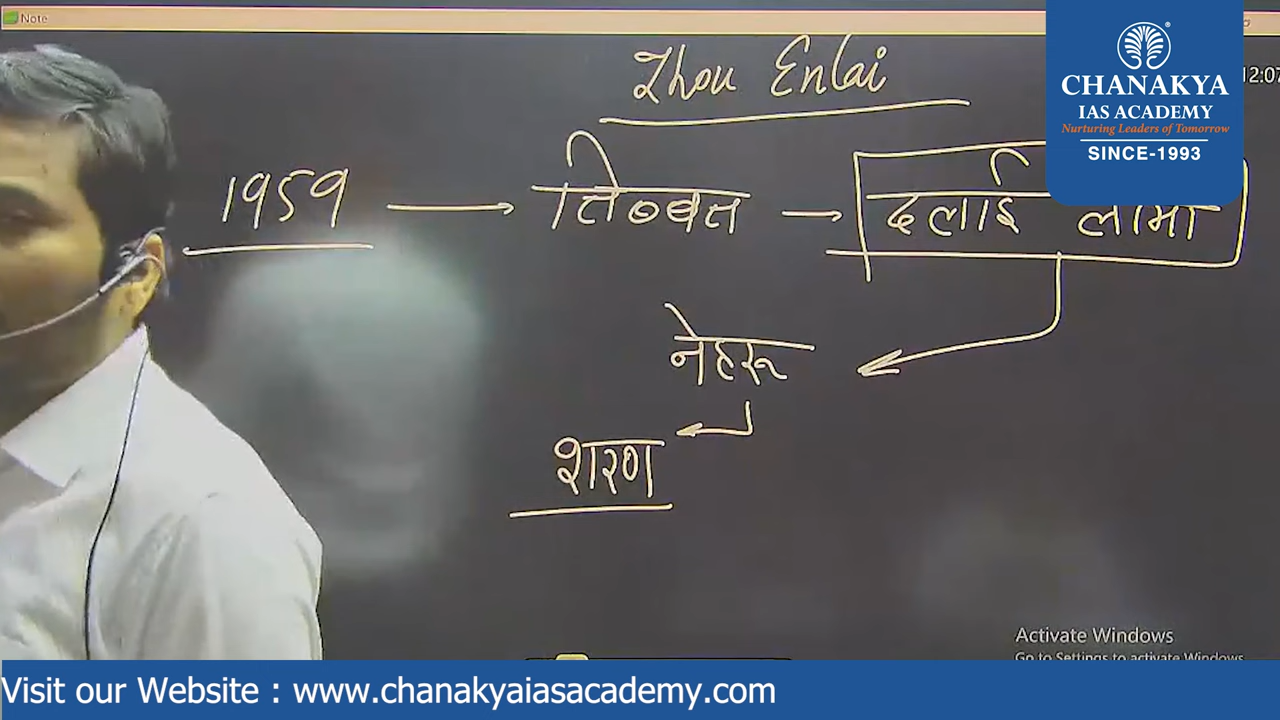 Note
Zhou Enlai
12:07
CHANAKYA
IAS ACADEMY
Nurturing Leaders of Tomorrow
SINCE-1993
1959 → तिब्बत → दलाई लामा
नेहरू
शरण
Activate Windows
Go to Settings to activate Windows.
Visit our Website : www.chanakyaiasacademy.com